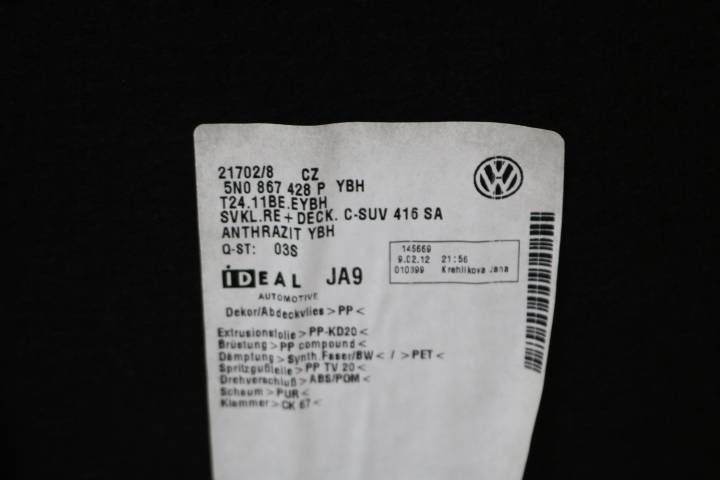 21702/8 CZ
5N0 867 428 P YBH
T24.11BE.EYBH
SVKL.RE+DECK. C-SUV 416 SA
ANTHRAZIT YBH
Q-ST: 03S
IDEAL JA9
AUTOMOTIVE
145669
9.02.12 21:56
010399 Krehlikova Jana
Dekor/Abdeckvlies>PP<
Extrusionsfolie>PP-KD20<
Brüstung>PP compound<
Dämpfung>Synth.Faser/BW</>PET<
Spritzgußteile>PP TV 20<
Drehverschluß>ABS/POM<
Schaum>PUR<
Klammer>CK 67<